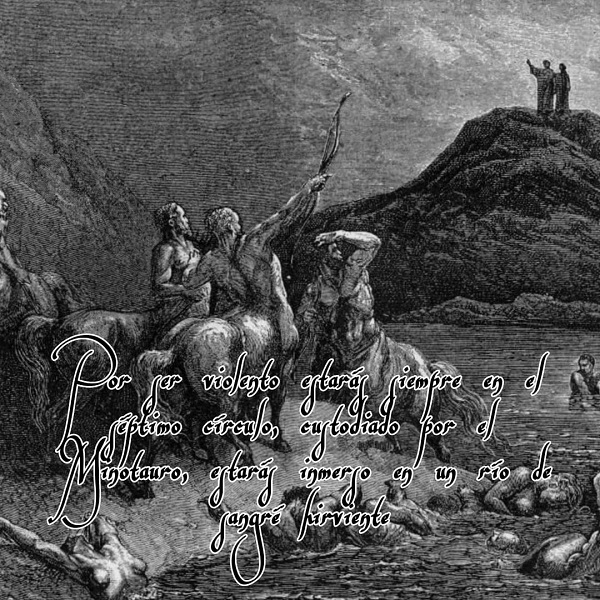 Por ser violento estarás siempre en el
séptimo círculo, custodiado por el
Minotauro, estarás inmerso en un río de
sangré hirviente